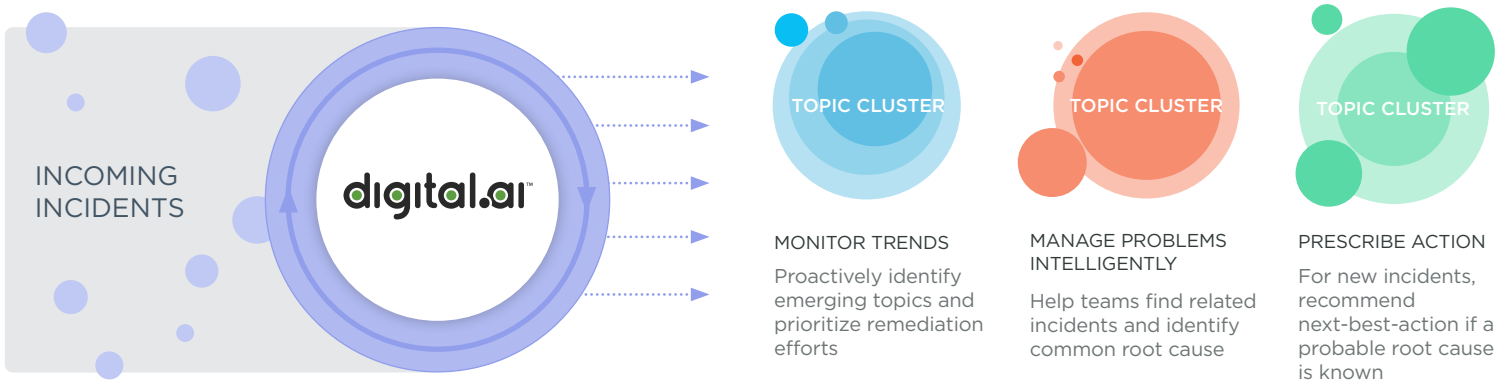 INCOMING
INCIDENTS
digital.ai™
TOPIC CLUSTER
TOPIC CLUSTER
TOPIC CLUSTER
MONITOR TRENDS
Proactively identify
emerging topics and
prioritize remediation
efforts
MANAGE PROBLEMS
INTELLIGENTLY
Help teams find related
incidents and identify
common root cause
PRESCRIBE ACTION
For new incidents,
recommend
next-best-action if a
probable root cause
is known